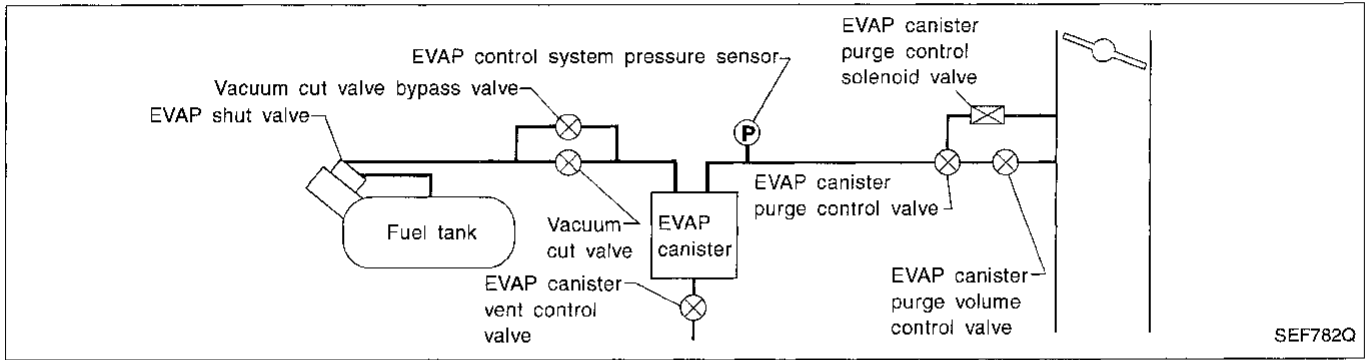 EVAP canister
purge control
solenoid valve
EVAP control system pressure sensor
Vacuum cut valve bypass valve
EVAP shut valve
P
EVAP canister
purge control valve
Fuel tank
Vacuum
cut valve
EVAP
canister
EVAP canister
vent control
valve
EVAP canister
purge volume
control valve
SEF782Q